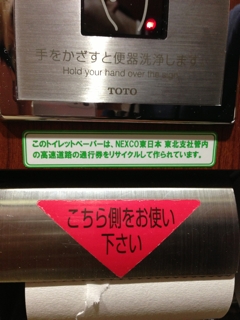 手をかざすと便器洗浄します
Hold your hand over the
TOTO
このトイレットペーパーは、NEXCO東日本 東北支社管内
の高速道路の通行券をリサイクルして作られています。
こちら側をお使い
下さい